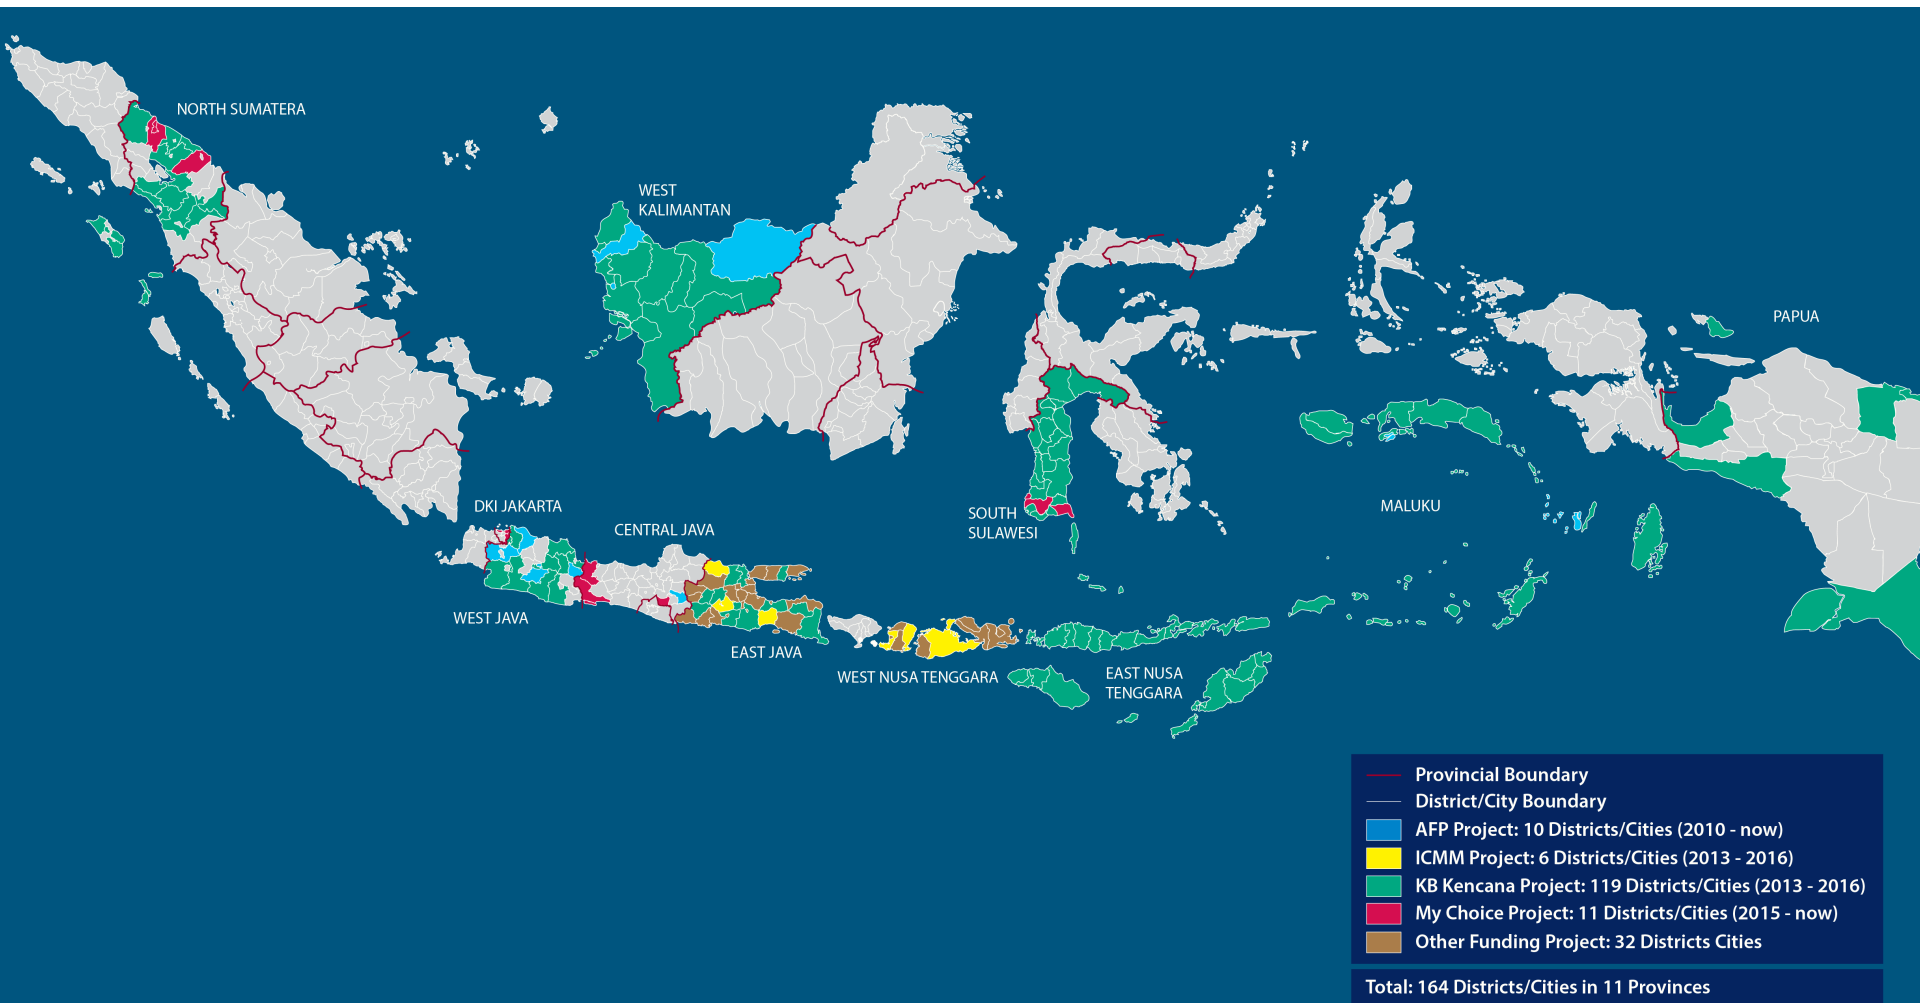 NORTH SUMATERA
WEST
KALIMANTAN
PAPUA
DKI JAKARTA
CENTRAL JAVA
SOUTH
SULAWESI
MALUKU
WEST JAVA
EAST JAVA
WEST NUSA TENGGARA
EAST NUSA
TENGGARA
Provincial Boundary
District/City Boundary
AFP Project: 10 Districts/Cities (2010 - now)
ICMM Project: 6 Districts/Cities (2013 - 2016)
KB Kencana Project: 119 Districts/Cities (2013 - 2016)
My Choice Project: 11 Districts/Cities (2015 - now)
Other Funding Project: 32 Districts Cities
Total: 164 Districts/Cities in 11 Provinces